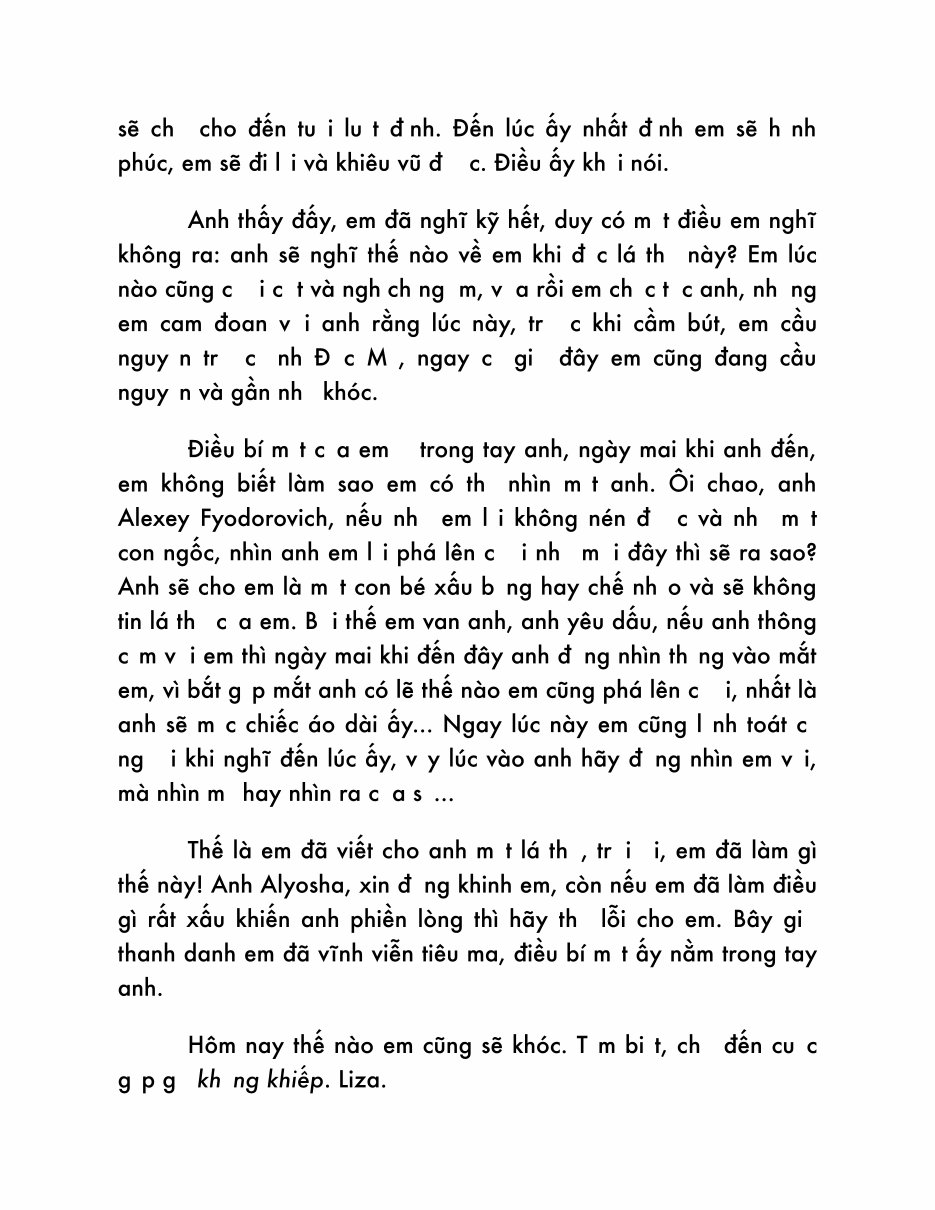 sẽ ch cho đến tu i lu t đ nh. Đến lúc ấy nhất đ nh em sẽ h nh
phúc, em sẽ đi l i và khiêu vũ đ c. Điều ấy kh i nói.
Anh thấy đấy, em đã nghĩ kỹ hết, duy có m t điều em nghĩ
không ra: anh sẽ nghĩ thế nào về em khi đ c lá th này? Em lúc
nào cũng c i c t và ngh ch ng m, v a rồi em ch c t c anh, nh ng
em cam đoan v i anh rằng lúc này, tr c khi cầm bút, em cầu
nguy n tr c nh Đ c M , ngay c gi đây em cũng đang cầu
nguy n và gần nh khóc.
Điều bí m t c a em trong tay anh, ngày mai khi anh đến,
em không biết làm sao em có th nhìn m t anh. Ôi chao, anh
Alexey Fyodorovich, nếu nh em l i không nén đ c và nh m t
con ngốc, nhìn anh em l i phá lên c i nh m i đây thì sẽ ra sao?
Anh sẽ cho em là m t con bé xấu b ng hay chế nh o và sẽ không
tin lá th c a em. B i thế em van anh, anh yêu dấu, nếu anh thông
c m v i em thì ngày mai khi đến đây anh đ ng nhìn th ng vào mắt
em, vì bắt g p mắt anh có lẽ thế nào em cũng phá lên c i, nhất là
anh sẽ m c chiếc áo dài ấy... Ngay lúc này em cũng l nh toát c
ng i khi nghĩ đến lúc ấy, v y lúc vào anh hãy đ ng nhìn em v i,
mà nhìn m hay nhìn ra c a s ...
Thế là em đã viết cho anh m t lá th , tr i i, em đã làm gì
thế này! Anh Alyosha, xin đ ng khinh em, còn nếu em đã làm điều
gì rất xấu khiến anh phiền lòng thì hãy th lỗi cho em. Bây gi
thanh danh em đã vĩnh viễn tiêu ma, điều bí m t ấy nằm trong tay
anh.
Hôm nay thế nào em cũng sẽ khóc. T m bi t, ch đến cu c
g p g kh ng khiếp. Liza.